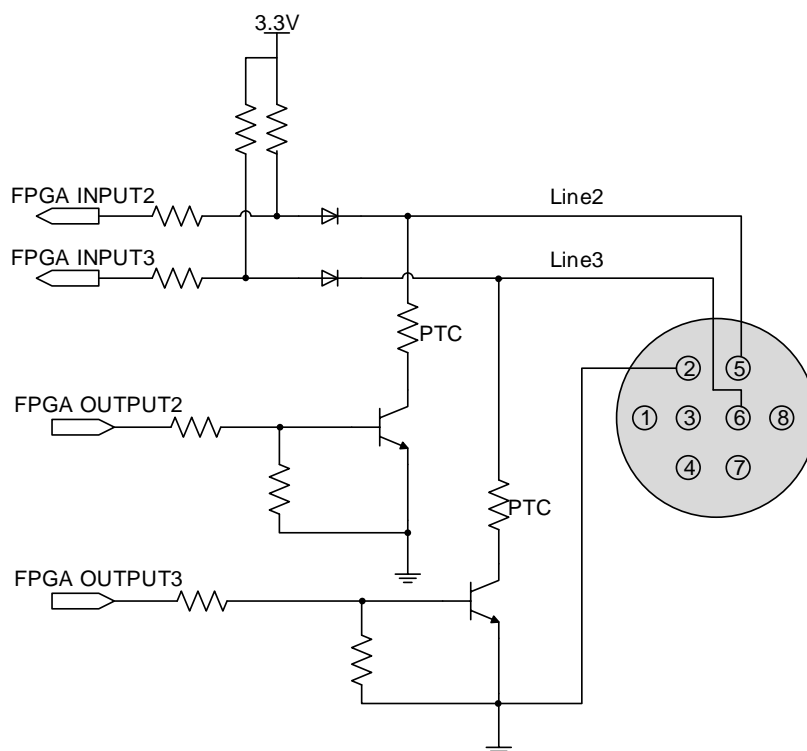 3.3V
FPGA INPUT2
Line2
FPGA INPUT3
Line3
PTC
2
5
FPGA OUTPUT2
1
3
6
8
4
7
PTC
FPGA OUTPUT3